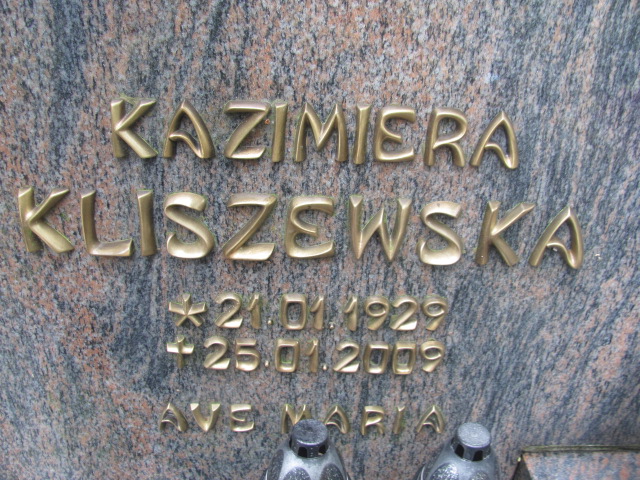 KAZIMIERA
KLISZEWSKA
* 21.01.1929
+ 25.01.2009
AVE MARIA